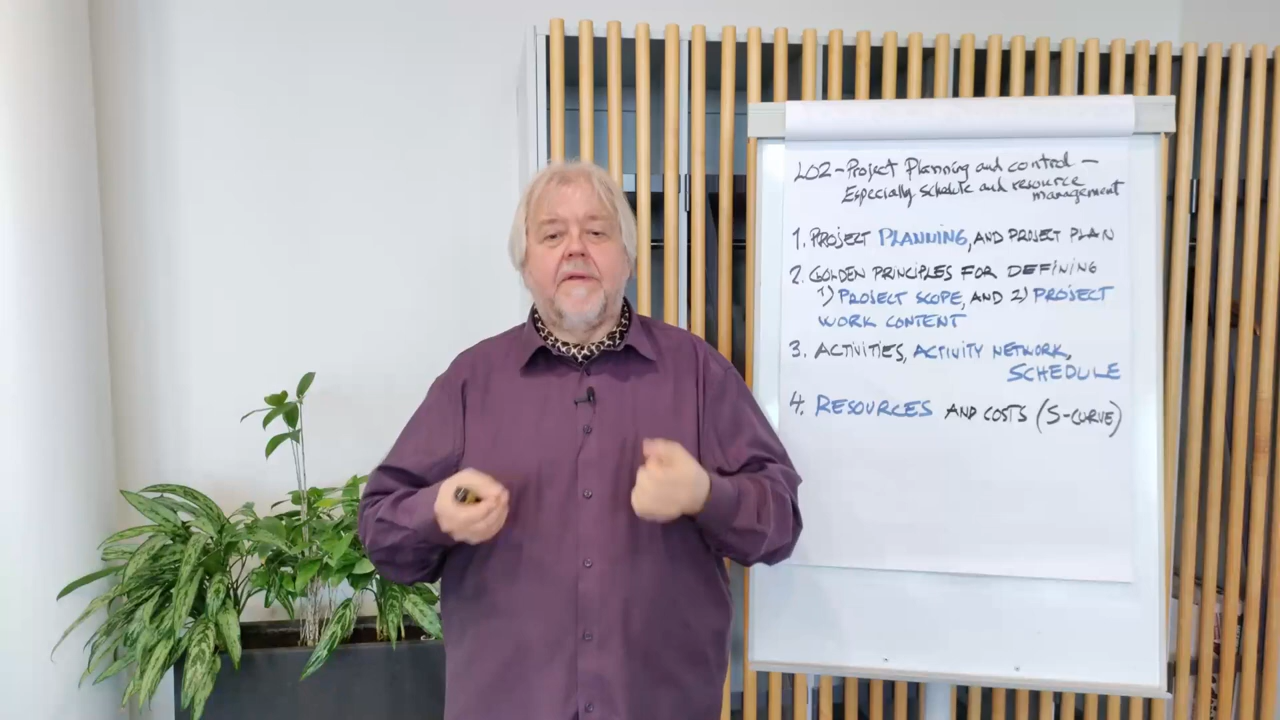 LO2 - Project Planning and control -
Especially schedule and resource
management
1. PROJECT PLANNING, AND PROJECT PLAN
2. GOLDEN PRINCIPLES FOR DEFINING
1) PROJECT SCOPE, AND 2) PROJECT
WORK CONTENT
3. ACTIVITIES, ACTIVITY NETWORK,
SCHEDULE
4. RESOURCES AND COSTS (S-CURVE)